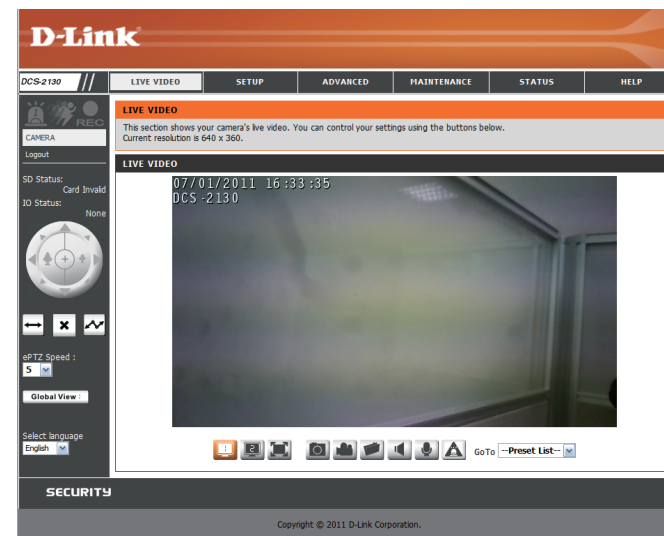 D-Link
DCS-2130 // LIVE VIDEO SETUP ADVANCED MAINTENANCE STATUS HELP
REC
CAMERA
Logout
SD Status:
Card Invalid
IO Status:
None
ePTZ Speed :
5
Global View :
Select language
English
LIVE VIDEO
This section shows your camera's live video. You can control your settings using the buttons below.
Current resolution is 640 x 360.
LIVE VIDEO
07/01/2011 16:33:35
DCS-2130
1 2 GoTo --Preset List--
SECURITY
Copyright © 2011 D-Link Corporation.